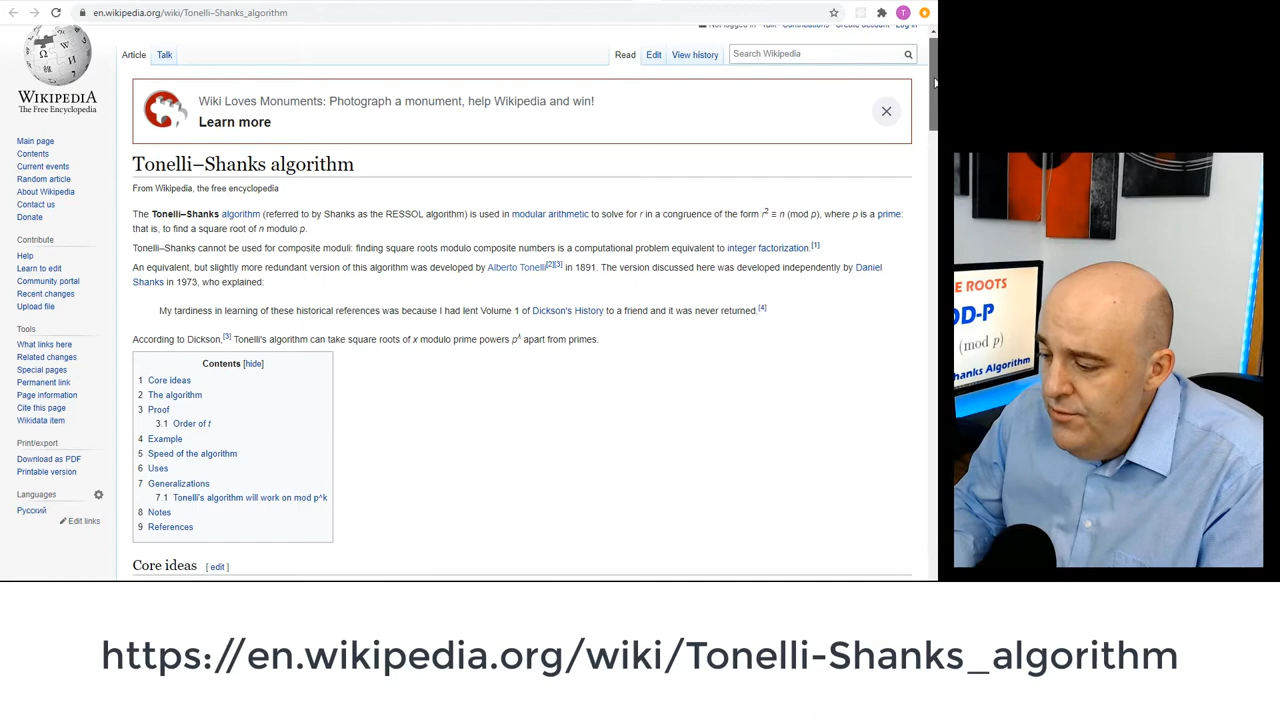 en.wikipedia.org/wiki/Tonelli–Shanks_algorithm
T
Not logged in Talk Contributions Create account Log in
WIKIPEDIA
The Free Encyclopedia
Article Talk Read Edit View history Search Wikipedia
Wiki Loves Monuments: Photograph a monument, help Wikipedia and win!
Learn more
Main page
Contents
Current events
Random article
About Wikipedia
Contact us
Donate
Contribute
Help
Learn to edit
Community portal
Recent changes
Upload file
Tools
What links here
Related changes
Special pages
Permanent link
Page information
Cite this page
Wikidata item
Print/export
Download as PDF
Printable version
Languages
Русский
Edit links
Tonelli–Shanks algorithm
From Wikipedia, the free encyclopedia
The Tonelli–Shanks algorithm (referred to by Shanks as the RESSOL algorithm) is used in modular arithmetic to solve for r in a congruence of the form r² ≡ n (mod p), where p is a prime:
that is, to find a square root of n modulo p.
Tonelli–Shanks cannot be used for composite moduli: finding square roots modulo composite numbers is a computational problem equivalent to integer factorization.[1]
An equivalent, but slightly more redundant version of this algorithm was developed by Alberto Tonelli[2][3] in 1891. The version discussed here was developed independently by Daniel
Shanks in 1973, who explained:
My tardiness in learning of these historical references was because I had lent Volume 1 of Dickson's History to a friend and it was never returned.[4]
According to Dickson,[3] Tonelli's algorithm can take square roots of x modulo prime powers p^λ apart from primes.
Contents [hide]
1 Core ideas
2 The algorithm
3 Proof
3.1 Order of t
4 Example
5 Speed of the algorithm
6 Uses
7 Generalizations
7.1 Tonelli's algorithm will work on mod p^k
8 Notes
9 References
Core ideas [ edit ]
E ROOTS
OD-P
(mod p)
hanks Algorithm
https://en.wikipedia.org/wiki/Tonelli-Shanks_algorithm